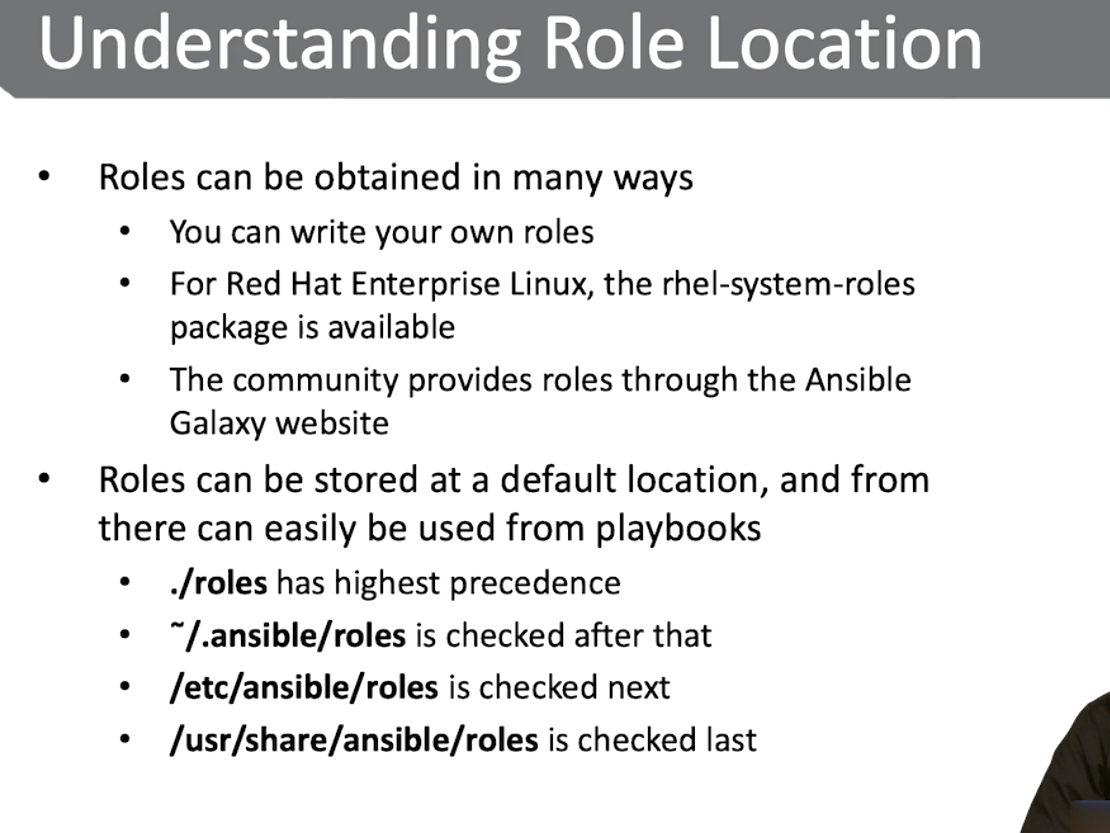 Understanding Role Location
• Roles can be obtained in many ways
• You can write your own roles
• For Red Hat Enterprise Linux, the rhel-system-roles
package is available
• The community provides roles through the Ansible
Galaxy website
• Roles can be stored at a default location, and from
there can easily be used from playbooks
• ./roles has highest precedence
• ~/.ansible/roles is checked after that
• /etc/ansible/roles is checked next
• /usr/share/ansible/roles is checked last